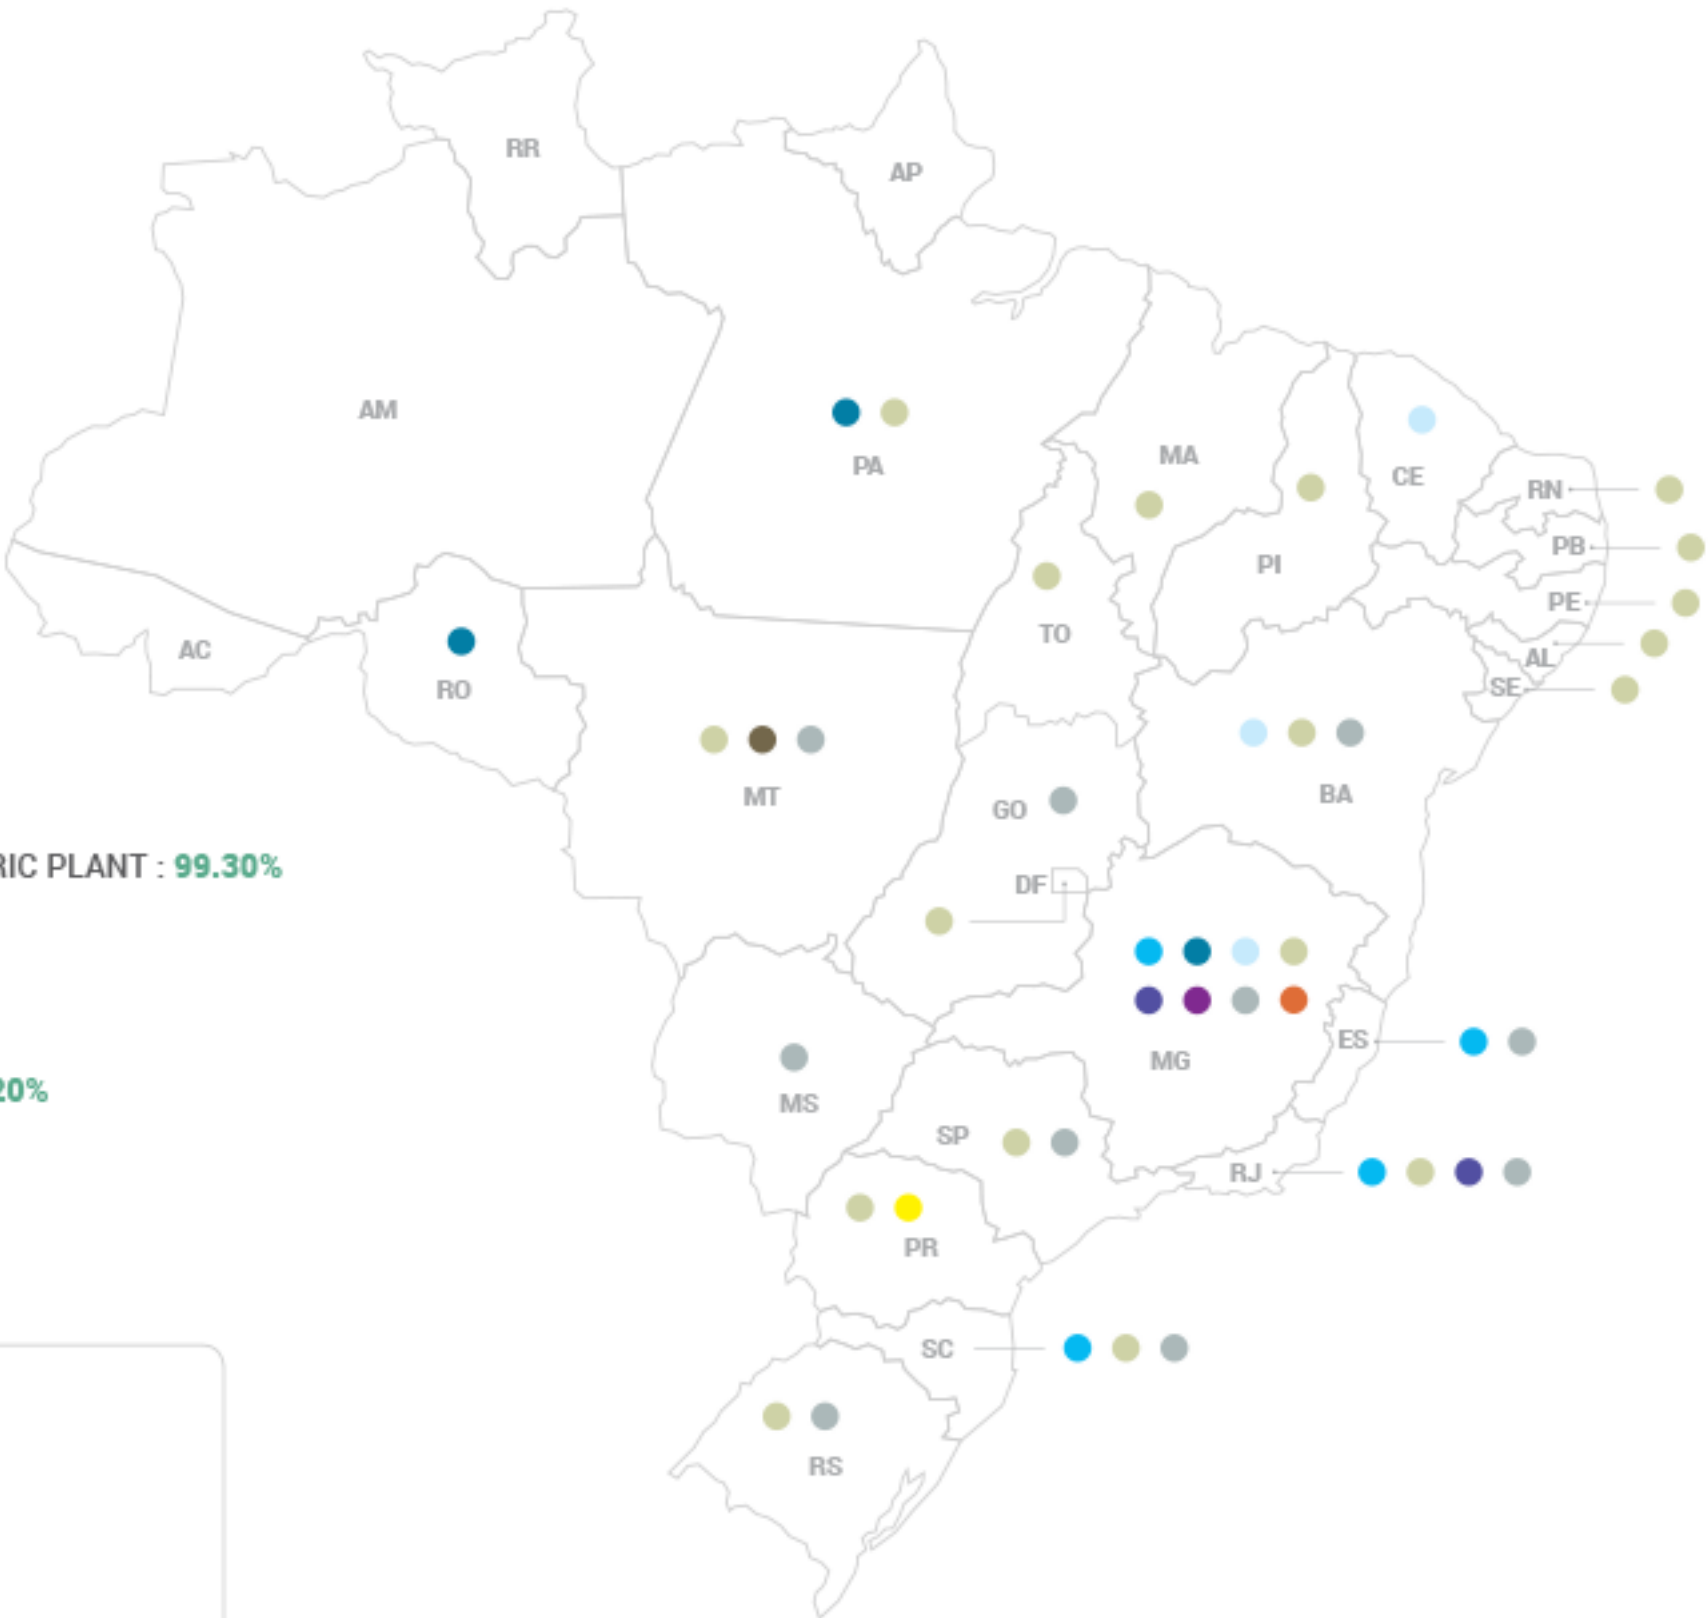 RR
AP
AM
PA
MA
CE
RN
PB
PI
PE
TO
AL
AC
SE
RO
MT
BA
GO
RIC PLANT : 99.30%
DF
ES
MG
20%
MS
SP
RJ
PR
SC
RS